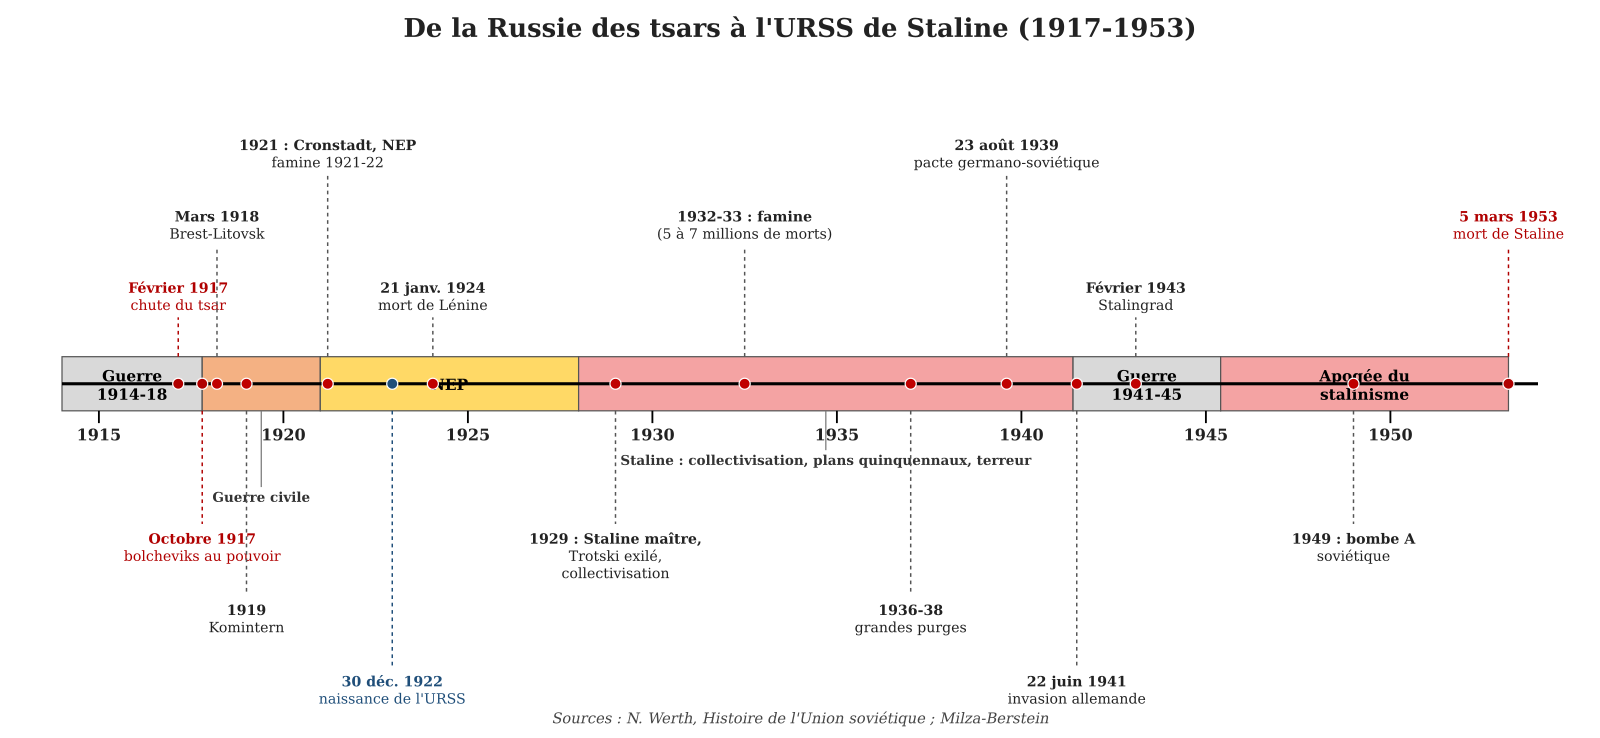 De la Russie des tsars à l'URSS de Staline (1917-1953)
1921 : Cronstadt, NEP
famine 1921-22
23 août 1939
pacte germano-soviétique
Mars 1918
Brest-Litovsk
1932-33 : famine
(5 à 7 millions de morts)
5 mars 1953
mort de Staline
Février 1917
chute du tsar
21 janv. 1924
mort de Lénine
Février 1943
Stalingrad
Guerre
1914-18
NEP
Guerre
1941-45
Apogée du
stalinisme
1915
1920
1925
1930
1935
1940
1945
1950
Staline : collectivisation, plans quinquennaux, terreur
Guerre civile
Octobre 1917
bolcheviks au pouvoir
1929 : Staline maître,
Trotski exilé,
collectivisation
1949 : bombe A
soviétique
1919
Komintern
1936-38
grandes purges
30 déc. 1922
naissance de l'URSS
22 juin 1941
invasion allemande
Sources : N. Werth, Histoire de l'Union soviétique ; Milza-Berstein